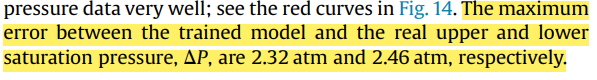 pressure data very well; see the red curves in Fig. 14. The maximum
error between the trained model and the real upper and lower
saturation pressure, ΔP, are 2.32 atm and 2.46 atm, respectively.